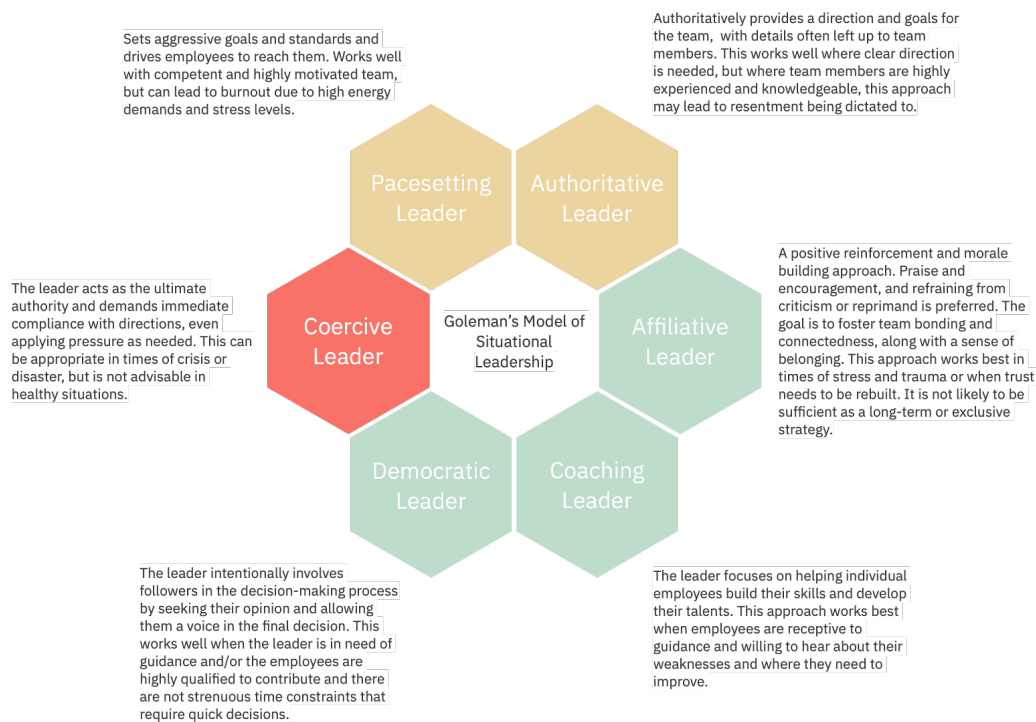 Sets aggressive goals and standards and
drives employees to reach them. Works well
with competent and highly motivated team,
but can lead to burnout due to high energy
demands and stress levels.
Authoritatively provides a direction and goals for
the team,  with details often left up to team
members. This works well where clear direction
is needed, but where team members are highly
experienced and knowledgeable, this approach
may lead to resentment being dictated to.
Pacesetting
Leader
Authoritative
Leader
The leader acts as the ultimate
authority and demands immediate
compliance with directions, even
applying pressure as needed. This can
be appropriate in times of crisis or
disaster, but is not advisable in
healthy situations.
Coercive
Leader
Goleman's Model of
Situational
Leadership
Affiliative
Leader
A positive reinforcement and morale
building approach. Praise and
encouragement, and refraining from
criticism or reprimand is preferred. The
goal is to foster team bonding and
connectedness, along with a sense of
belonging. This approach works best in
times of stress and trauma or when trust
needs to be rebuilt. It is not likely to be
sufficient as a long-term or exclusive
strategy.
Democratic
Leader
Coaching
Leader
The leader intentionally involves
followers in the decision-making process
by seeking their opinion and allowing
them a voice in the final decision. This
works well when the leader is in need of
guidance and/or the employees are
highly qualified to contribute and there
are not strenuous time constraints that
require quick decisions.
The leader focuses on helping individual
employees build their skills and develop
their talents. This approach works best
when employees are receptive to
guidance and willing to hear about their
weaknesses and where they need to
improve.